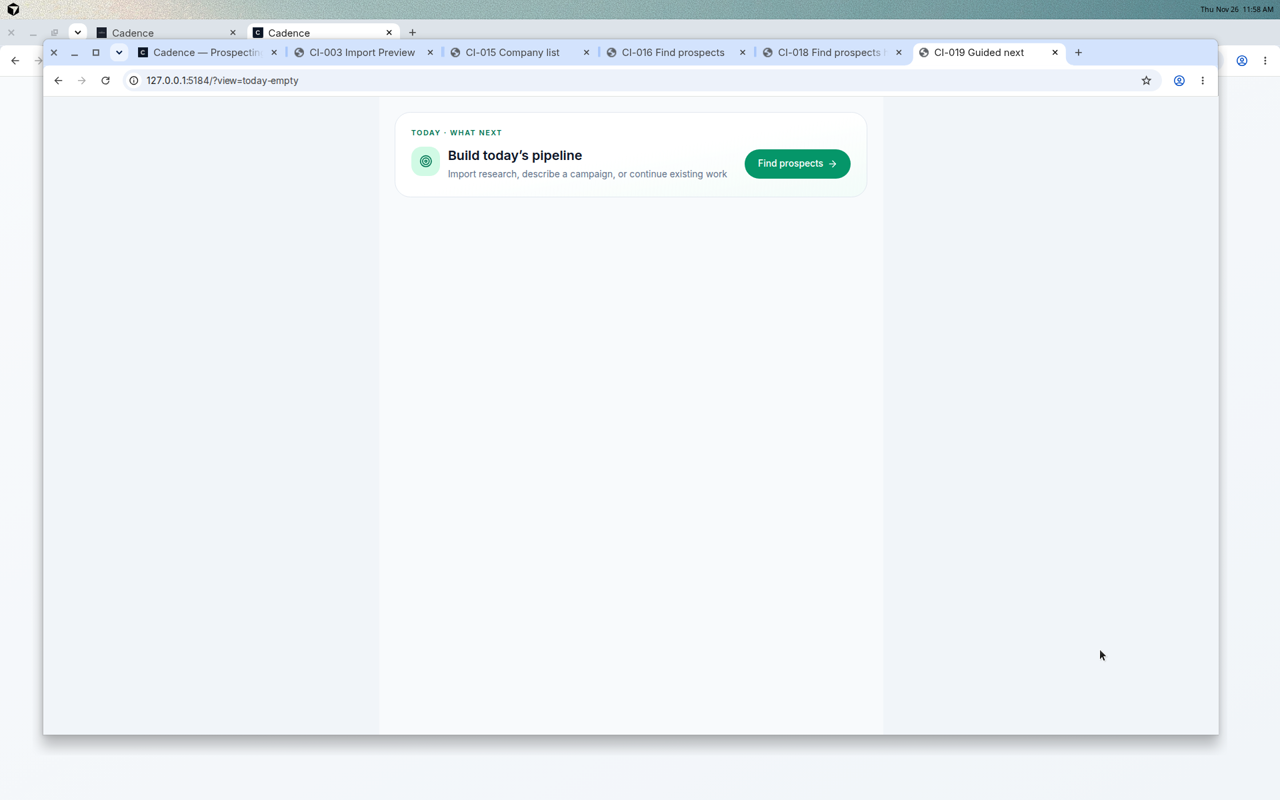 Thu Nov 26 11:58 AM
Cadence
Cadence
Cadence — Prospectin
CI-003 Import Preview
CI-015 Company list
CI-016 Find prospects
CI-018 Find prospects
CI-019 Guided next
127.0.0.1:5184/?view=today-empty
TODAY · WHAT NEXT
Build today’s pipeline
Import research, describe a campaign, or continue existing work
Find prospects →